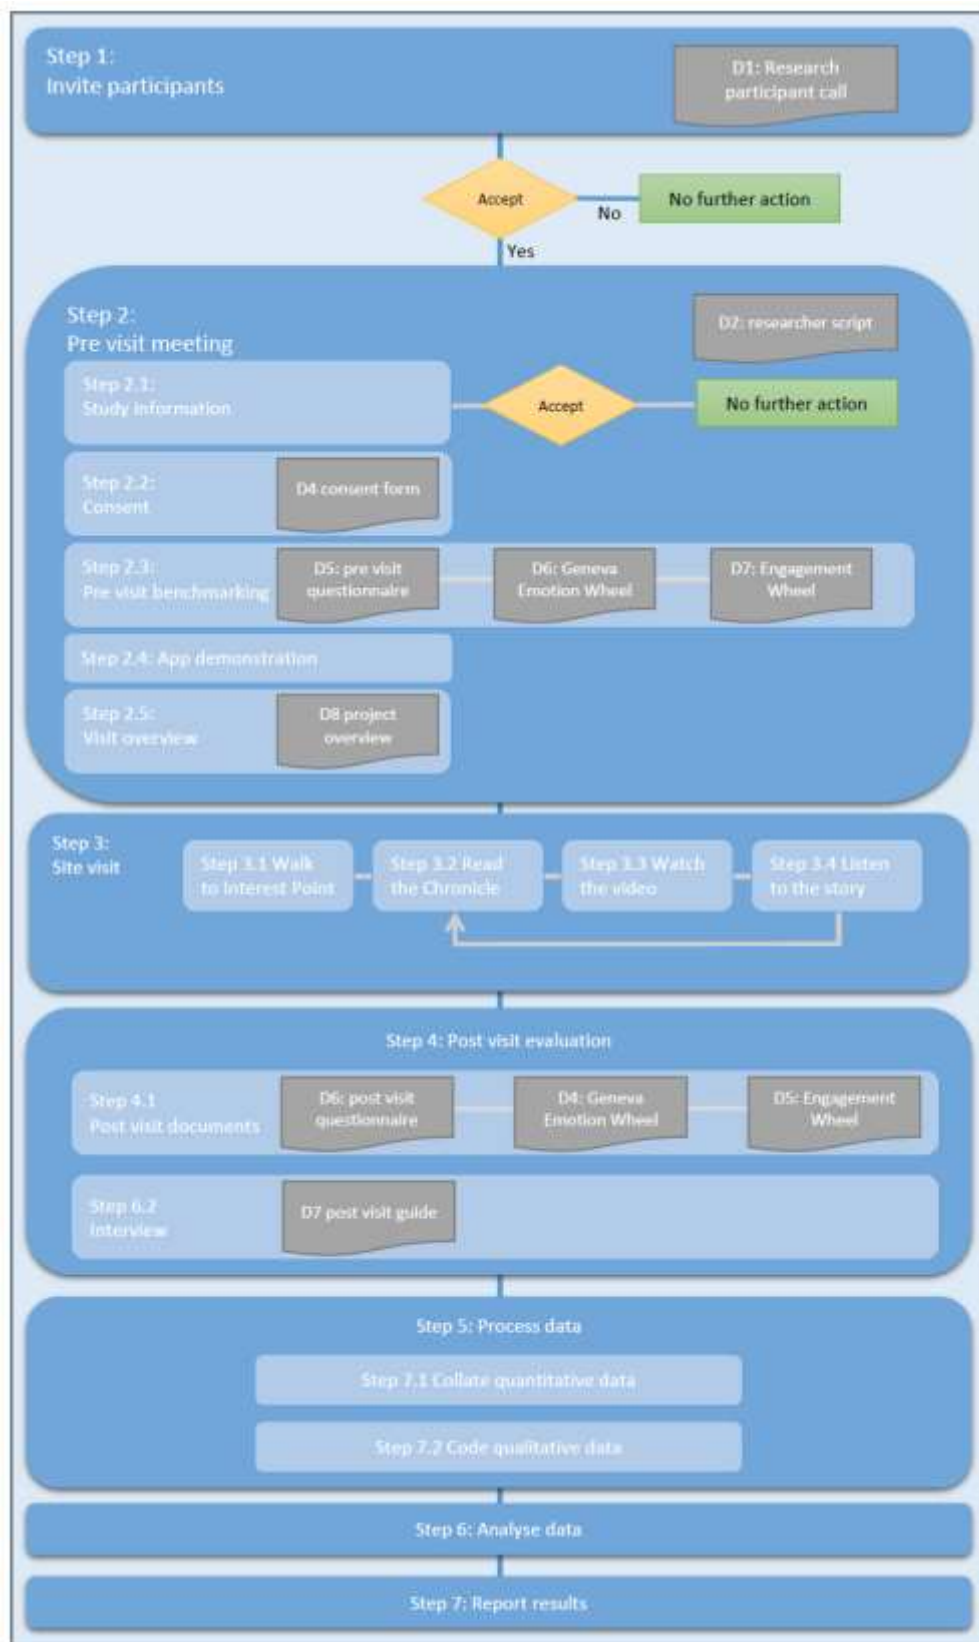 Step 1:
Invite participants
D1: Research
participant call
Accept
No
No further action
Yes
Step 2:
Pre visit meeting
D2: researcher script
Step 2.1:
Study information
Accept
No further action
Step 2.2:
Consent
D4 consent form
Step 2.3:
Pre visit benchmarking
D5: pre visit
questionnaire
D6: Geneva
Emotion Wheel
D7: Engagement
Wheel
Step 2.4: App demonstration
Step 2.5:
Visit overview
D8 project
overview
Step 3:
Site visit
Step 3.1 Walk
to Interest Point
Step 3.2 Read
the Chronicle
Step 3.3 Watch
the video
Step 3.4 Listen
to the story
Step 4: Post visit evaluation
Step 4.1
Post visit documents
D6: post visit
questionnaire
D4: Geneva
Emotion Wheel
D5: Engagement
Wheel
Step 6.2
Interview
D7 post visit guide
Step 5: Process data
Step 7.1 Collate quantitative data
Step 7.2 Code qualitative data
Step 6: Analyse data
Step 7: Report results